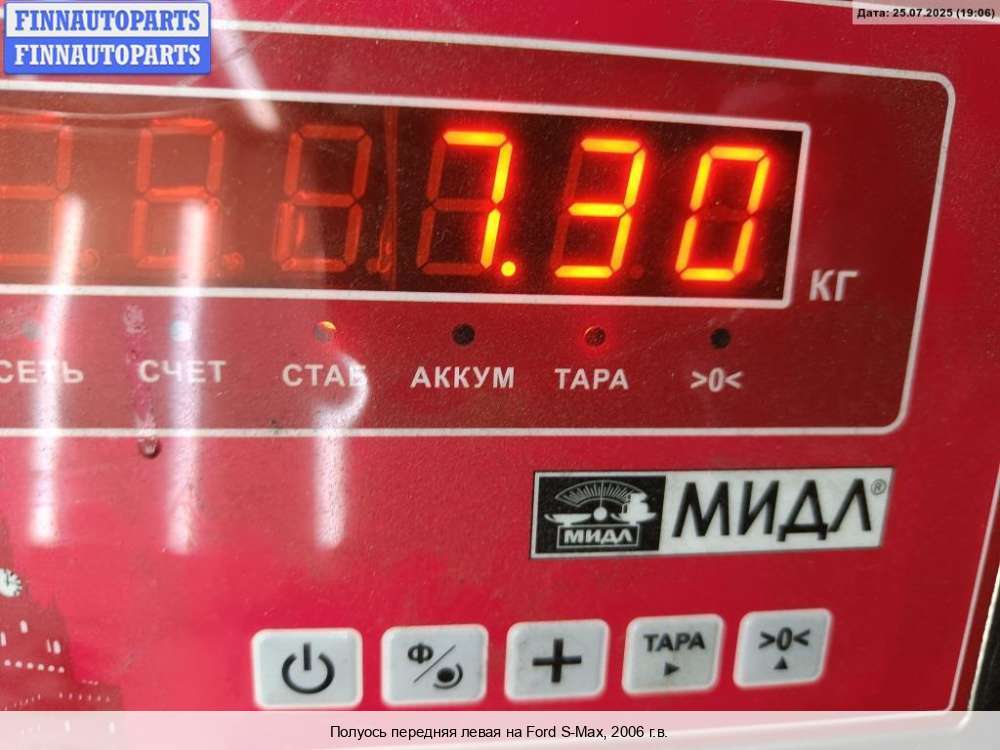 FINNAUTOPARTS
FINNAUTOPARTS
Дата: 25.07.2025 (19:06)
7.30
КГ
СЕТЬ СЧЕТ СТАБ АККУМ ТАРА >0<
МИДЛ МИДЛ®
Ф ТАРА >0<
Полуось передняя левая на Ford S-Max, 2006 г.в.